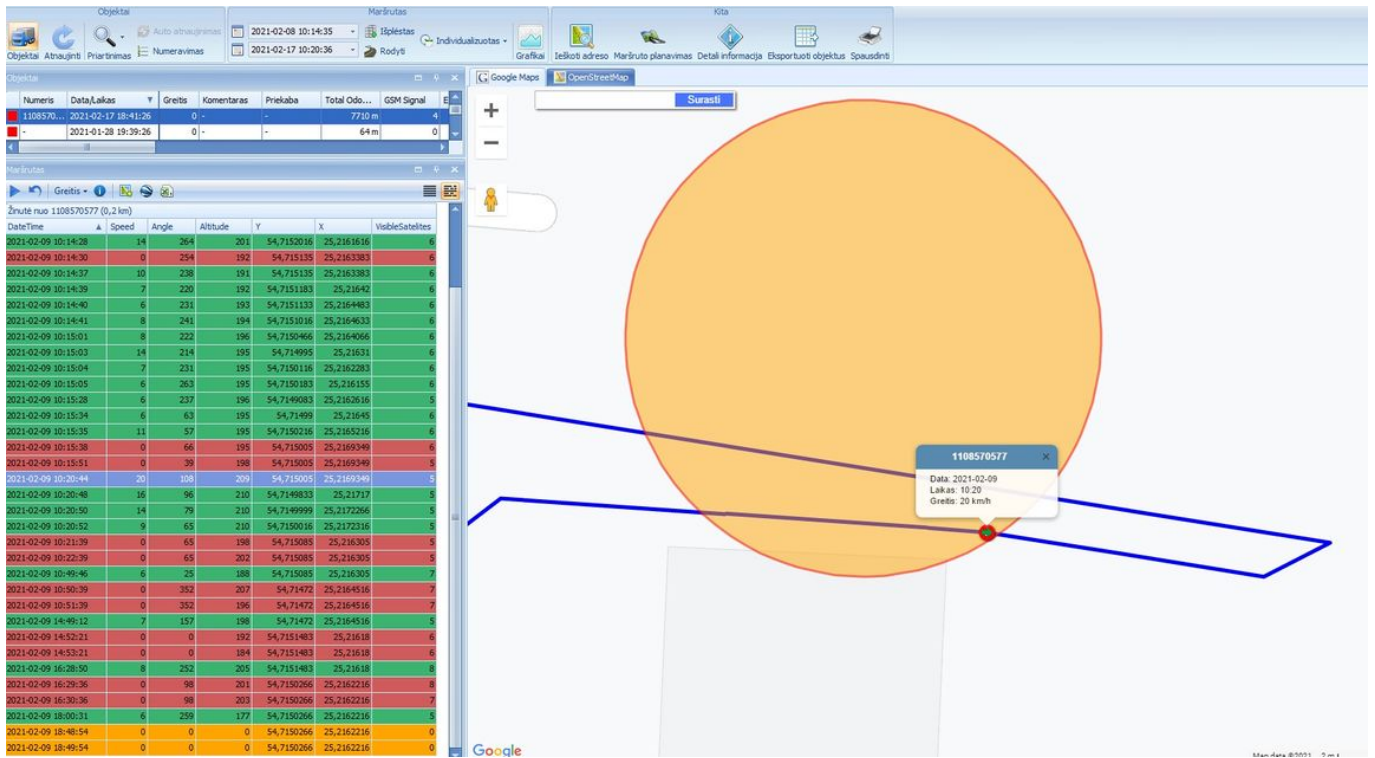 Objektai
Maršrutas
Kita
Objektai
Atnaujinti
Priartinimas
Auto atnaujinimas
Numeravimas
2021-02-08 10:14:35
2021-02-17 10:20:36
Išplėstas
Rodyti
Individualizuotas
Grafikai
Ieškoti adreso
Maršruto planavimas
Detali informacija
Eksportuoti objektus
Spausdinti
Objektai
Numeris Data/Laikas Greitis Komentaras Priekaba Total Odo... GSM Signal E
1108570... 2021-02-17 18:41:26 0 - - 7710 m 4
- 2021-01-28 19:39:26 0 - - 64 m 0
Maršrutas
Greitis
Žinutė nuo 1108570577 (0,2 km)
DateTime Speed Angle Altitude Y X VisibleSatelites
2021-02-09 10:14:28 14 264 201 54,7152016 25,2161616 6
2021-02-09 10:14:30 0 254 192 54,715135 25,2163383 6
2021-02-09 10:14:37 10 238 191 54,715135 25,2163383 6
2021-02-09 10:14:39 7 220 192 54,7151183 25,21642 6
2021-02-09 10:14:40 6 231 193 54,7151133 25,2164483 6
2021-02-09 10:14:41 8 241 194 54,7151016 25,2164633 6
2021-02-09 10:15:01 8 222 196 54,7150466 25,2164066 6
2021-02-09 10:15:03 14 214 195 54,714995 25,21631 6
2021-02-09 10:15:04 7 231 195 54,7150116 25,2162283 6
2021-02-09 10:15:05 6 263 195 54,7150183 25,216155 6
2021-02-09 10:15:28 6 237 196 54,7149083 25,2162616 5
2021-02-09 10:15:34 6 63 195 54,71499 25,21645 6
2021-02-09 10:15:35 11 57 195 54,7150216 25,2165216 6
2021-02-09 10:15:38 0 66 195 54,715005 25,2169349 6
2021-02-09 10:15:51 0 39 198 54,715005 25,2169349 5
2021-02-09 10:20:44 20 108 209 54,715005 25,2169349 5
2021-02-09 10:20:48 16 96 210 54,7149833 25,21717 5
2021-02-09 10:20:50 14 79 210 54,7149999 25,2172266 5
2021-02-09 10:20:52 9 65 210 54,7150016 25,2172316 5
2021-02-09 10:21:39 0 65 198 54,715085 25,216305 5
2021-02-09 10:22:39 0 65 202 54,715085 25,216305 5
2021-02-09 10:49:46 6 25 188 54,715085 25,216305 7
2021-02-09 10:50:39 0 352 207 54,71472 25,2164516 7
2021-02-09 10:51:39 0 352 196 54,71472 25,2164516 7
2021-02-09 14:49:12 7 157 198 54,71472 25,2164516 5
2021-02-09 14:52:21 0 0 192 54,7151483 25,21618 6
2021-02-09 14:53:21 0 0 184 54,7151483 25,21618 6
2021-02-09 16:28:50 8 252 205 54,7151483 25,21618 8
2021-02-09 16:29:36 0 98 201 54,7150266 25,2162216 8
2021-02-09 16:30:36 0 98 203 54,7150266 25,2162216 7
2021-02-09 18:00:31 6 259 177 54,7150266 25,2162216 5
2021-02-09 18:48:54 0 0 0 54,7150266 25,2162216 0
2021-02-09 18:49:54 0 0 0 54,7150266 25,2162216 0
Google Maps
OpenStreetMap
Surasti
1108570577
Data: 2021-02-09
Laikas: 10:20
Greitis: 20 km/h
Google
Map data ©2021 2 m